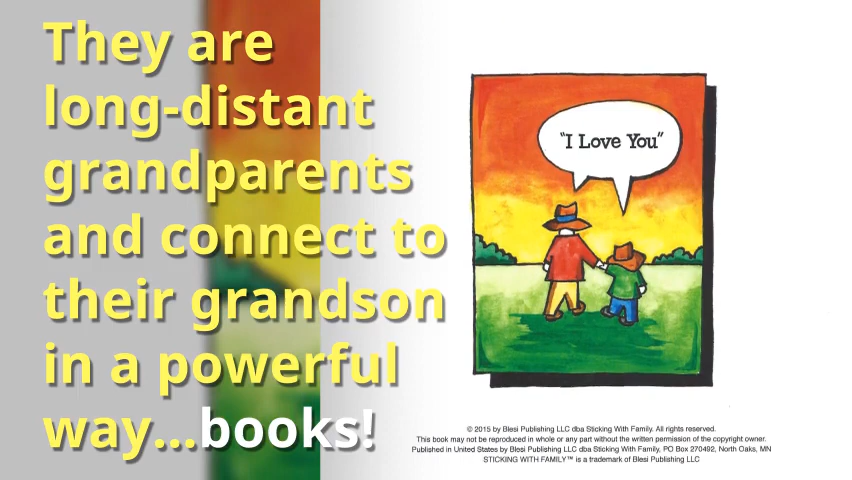 They are
long-distant
grandparents
and connect to
their grandson
in a powerful
way...books!
"I Love You"
© 2015 by Blesi Publishing LLC dba Sticking With Family. All rights reserved.
This book may not be reproduced in whole or any part without the written permission of the copyright owner.
Published in United States by Blesi Publishing LLC dba Sticking With Family, PO Box 270492, North Oaks, MN
STICKING WITH FAMILY™ is a trademark of Blesi Publishing LLC